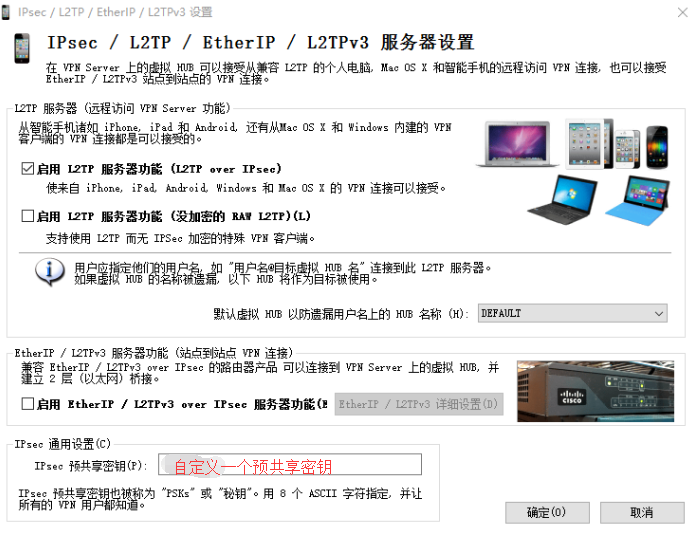 IPsec / L2TP / EtherIP / L2TPv3 设置
IPsec / L2TP / EtherIP / L2TPv3 服务器设置
在 VPN Server 上的虚拟 HUB 可以接受从兼容 L2TP 的个人电脑, Mac OS X 和智能手机的远程访问 VPN 连接, 也可以接受
EtherIP / L2TPv3 站点到站点的 VPN 连接。
L2TP 服务器 (远程访问 VPN Server 功能)
从智能手机诸如 iPhone, iPad 和 Android, 还有从Mac OS X 和 Windows 内建的 VPN
客户端的 VPN 连接都是可以接受的。
启用 L2TP 服务器功能 (L2TP over IPsec)
使来自 iPhone, iPad, Android, Windows 和 Mac OS X 的 VPN 连接可以接受。
启用 L2TP 服务器功能 (没加密的 RAW L2TP)(L)
支持使用 L2TP 而无 IPSec 加密的特殊 VPN 客户端。
用户应指定他们的用户名, 如 "用户名@目标虚拟 HUB 名" 连接到此 L2TP 服务器。
如果虚拟 HUB 的名称被遗漏, 以下 HUB 将作为目标被使用。
默认虚拟 HUB 以防遗漏用户名上的 HUB 名称 (H): DEFAULT
EtherIP / L2TPv3 服务器功能 (站点到站点 VPN 连接)
兼容 EtherIP / L2TPv3 over IPsec 的路由器产品 可以连接到 VPN Server 上的虚拟 HUB, 并
建立 2 层 (以太网) 桥接。
启用 EtherIP / L2TPv3 over IPsec 服务器功能(E EtherIP / L2TPv3 详细设置(D)
CISCO
IPsec 通用设置(C)
IPsec 预共享密钥(P): 自定义一个预共享密钥
IPsec 预共享密钥也被称为 "PSKs" 或 "秘钥"。用 8 个 ASCII 字符指定, 并让
所有的 VPN 用户都知道。
确定(O) 取消